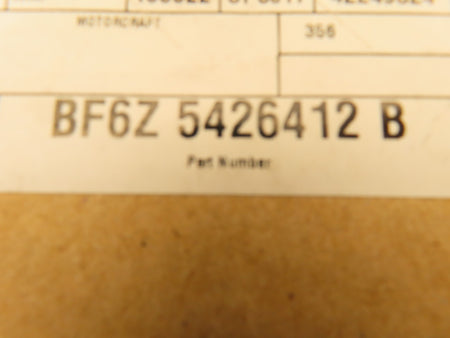 MOTORCRAFT
356
BF6Z 5426412 B
Part Number